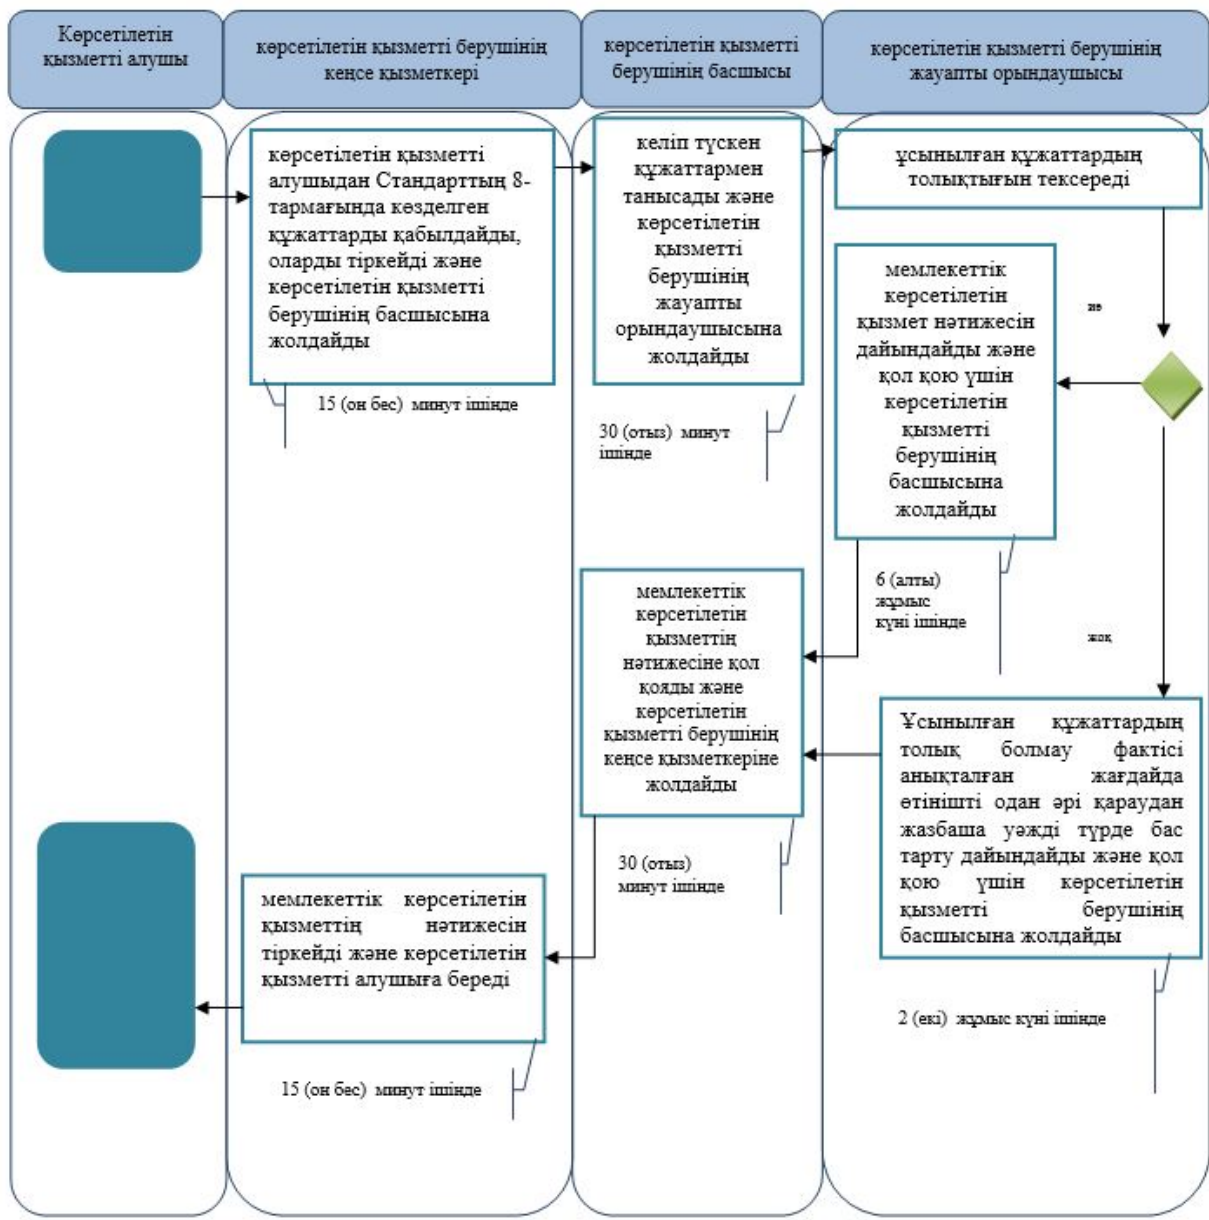 Көрсетілетін
қызметті алушы
көрсетілетін қызметті берушінің
кеңсе қызметкері
көрсетілетін қызметті
берушінің басшысы
көрсетілетін қызметті берушінің
жауапты орындаушысы
көрсетілетін қызметті
алушыдан Стандарттың 8-
тармағында көзделген
құжаттарды қабылдайды,
оларды тіркейді және
көрсетілетін қызметті
берушінің басшысына
жолдайды
15 (он бес) минут ішінде
келіп түскен
құжаттармен
танысады және
көрсетілетін
қызметті
берушінің
жауапты
орындаушысына
жолдайды
30 (отыз) минут
ішінде
ұсынылған құжаттардың
толықтығын тексереді
мемлекеттік
көрсетілетін
қызмет нәтижесін
дайындайды және
қол қою үшін
көрсетілетін
қызметті
берушінің
басшысына
жолдайды
иә
6 (алты)
жұмыс
күні ішінде
жоқ
мемлекеттік
көрсетілетін
қызметтің
нәтижесіне қол
қояды және
көрсетілетін
қызметті берушінің
кеңсе қызметкеріне
жолдайды
30 (отыз)
минут ішінде
Ұсынылған құжаттардың
толық болмау фактісі
анықталған жағдайда
өтінішті одан әрі қараудан
жазбаша уәжді түрде бас
тарту дайындайды және қол
қою үшін көрсетілетін
қызметті берушінің
басшысына жолдайды
2 (екі) жұмыс күні ішінде
мемлекеттік көрсетілетін
қызметтің нәтижесін
тіркейді және көрсетілетін
қызметті алушыға береді
15 (он бес) минут ішінде